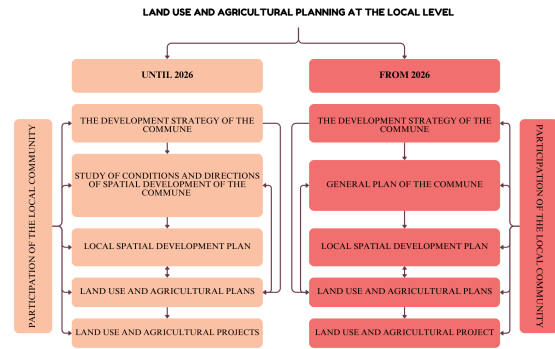 LAND USE AND AGRICULTURAL PLANNING AT THE LOCAL LEVEL
UNTIL 2026
FROM 2026
PARTICIPATION OF THE LOCAL COMMUNITY
THE DEVELOPMENT STRATEGY OF THE
COMMUNE
STUDY OF CONDITIONS AND DIRECTIONS
OF SPATIAL DEVELOPMENT OF THE
COMMUNE
LOCAL SPATIAL DEVELOPMENT PLAN
LAND USE AND AGRICULTURAL PLANS
LAND USE AND AGRICULTURAL PROJECTS
THE DEVELOPMENT STRATEGY OF THE
COMMUNE
GENERAL PLAN OF THE COMMUNE
LOCAL SPATIAL DEVELOPMENT PLAN
LAND USE AND AGRICULTURAL PLANS
LAND USE AND AGRICULTURAL PROJECT
PARTICIPATION OF THE LOCAL COMMUNITY